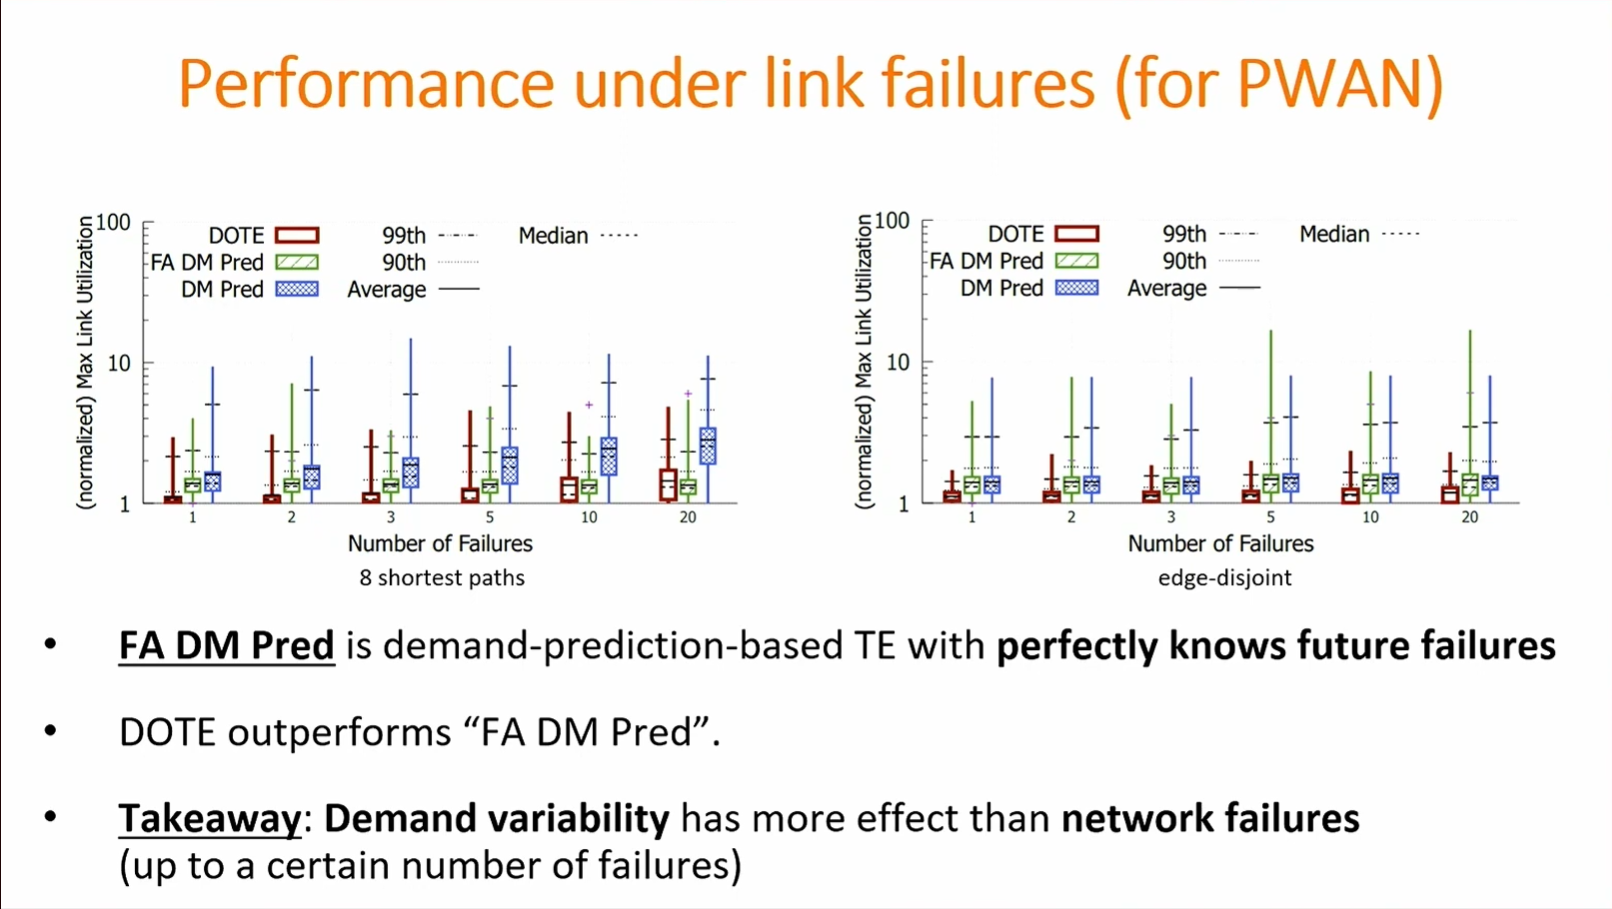 Performance under link failures (for PWAN)
(normalized) Max Link Utilization
100
10
1
DOTE
FA DM Pred
DM Pred
99th
90th
Average
Median
1 2 3 5 10 20
Number of Failures
8 shortest paths
(normalized) Max Link Utilization
100
10
1
DOTE
FA DM Pred
DM Pred
99th
90th
Average
Median
1 2 3 5 10 20
Number of Failures
edge-disjoint
• FA DM Pred is demand-prediction-based TE with perfectly knows future failures
• DOTE outperforms “FA DM Pred”.
• Takeaway: Demand variability has more effect than network failures
(up to a certain number of failures)